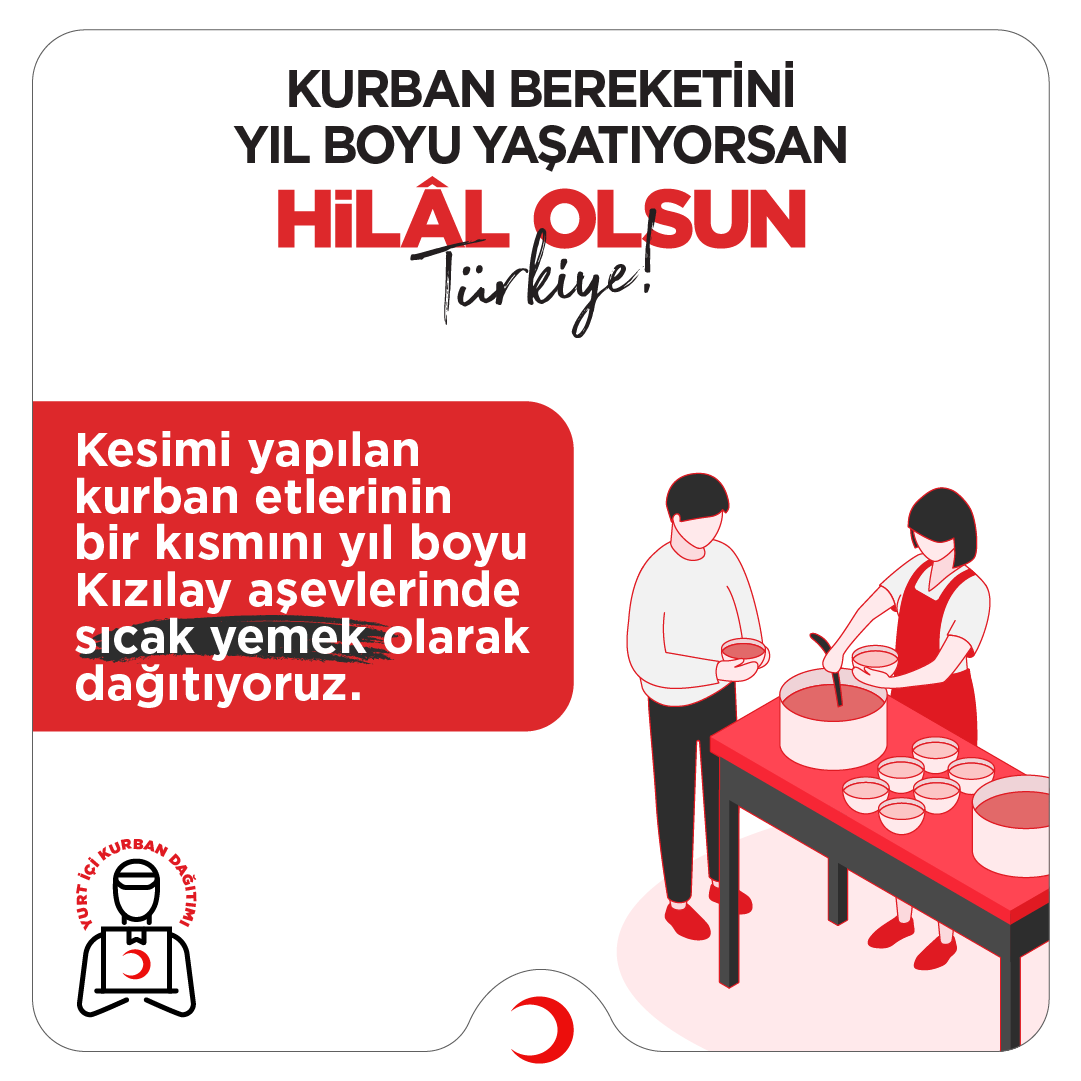 KURBAN BEREKETİNİ
YIL BOYU YAŞATIYORSAN
HiLÂL OLSUN
Türkiye!
Kesimi yapılan
kurban etlerinin
bir kısmını yıl boyu
Kızılay aşevlerinde
sıcak yemek olarak
dağıtıyoruz.
YURT İÇİ KURBAN DAĞITIMI